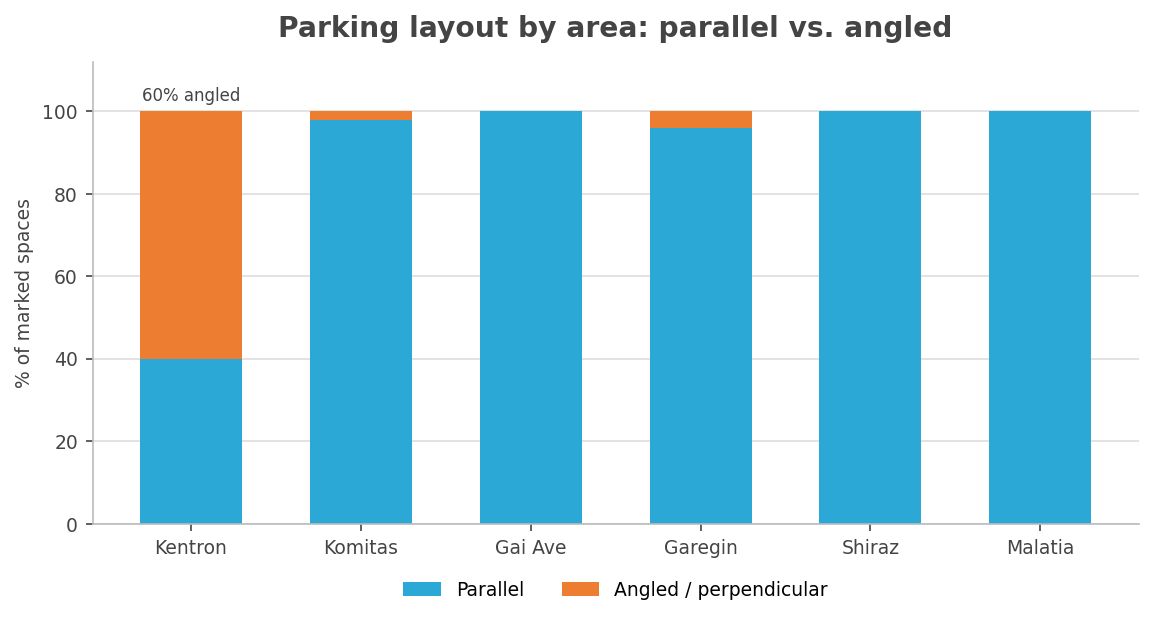 Parking layout by area: parallel vs. angled
60% angled
100
80
60
40
20
0
% of marked spaces
Kentron Komitas Gai Ave Garegin Shiraz Malatia
Parallel Angled / perpendicular